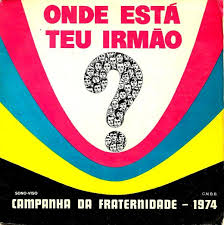 ONDE ESTÁ
TEU IRMÃO
?
SONO-VISO
C.N.B.B.
CAMPANHA DA FRATERNIDADE - 1974